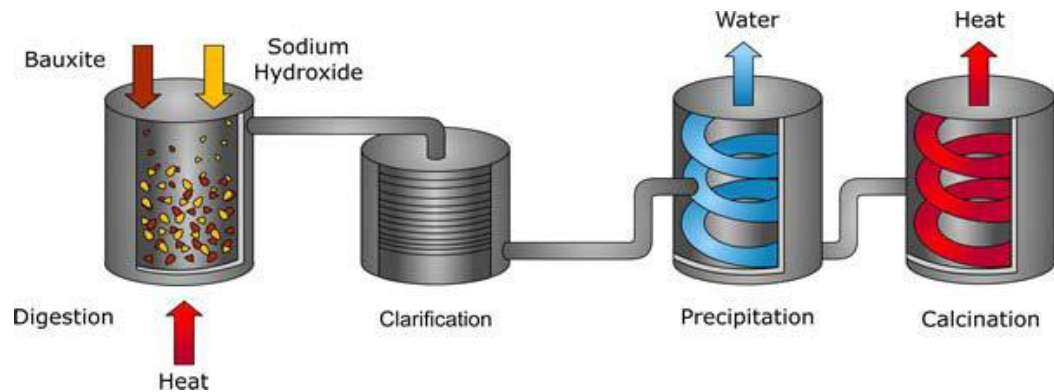 Bauxite
Sodium
Hydroxide
Water
Heat
Digestion
Clarification
Precipitation
Calcination
Heat